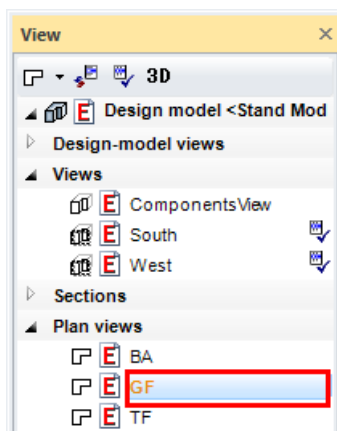 View
3D
E Design model <Stand Mod
Design-model views
Views
E ComponentsView
E South
E West
Sections
Plan views
E BA
E GF
E TF